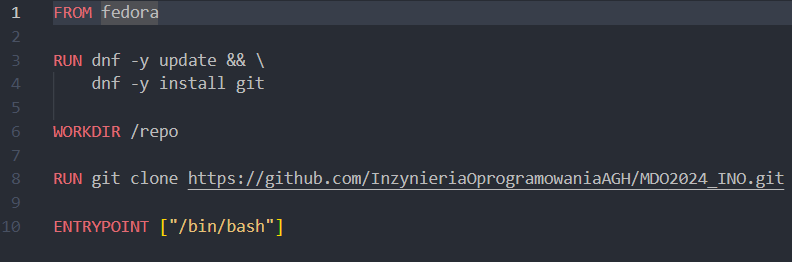 1 FROM fedora
2
3 RUN dnf -y update && \
4     dnf -y install git
5
6 WORKDIR /repo
7
8 RUN git clone https://github.com/InzynieriaOprogramowaniaAGH/MDO2024_INO.git
9
10 ENTRYPOINT ["/bin/bash"]